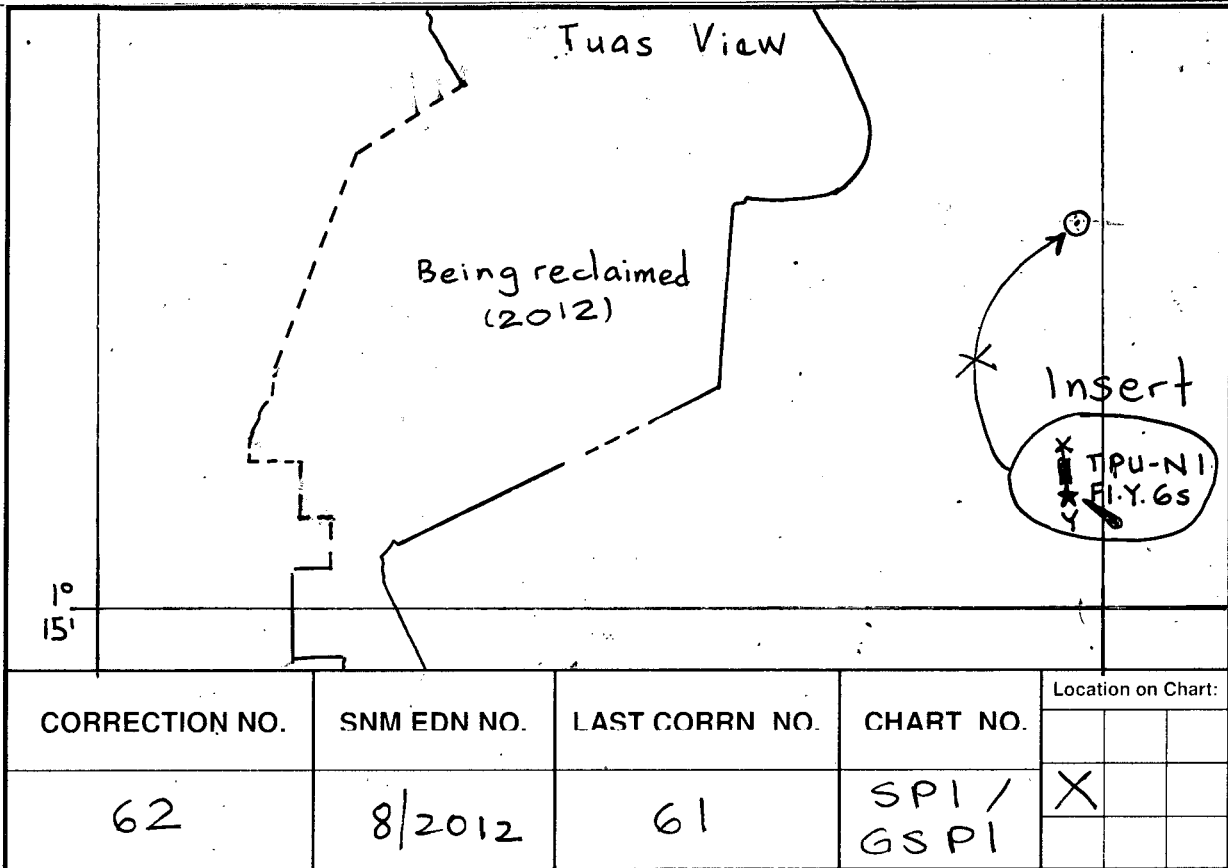 Tuas View
Being reclaimed
(2012)
Insert
TPU-N1
Fl.Y.6s
Y
1°
15'
Location on Chart:
CORRECTION NO.
SNM EDN NO.
LAST CORRN NO.
CHART NO.
62
8/2012
61
SP1 /
GSP1
X